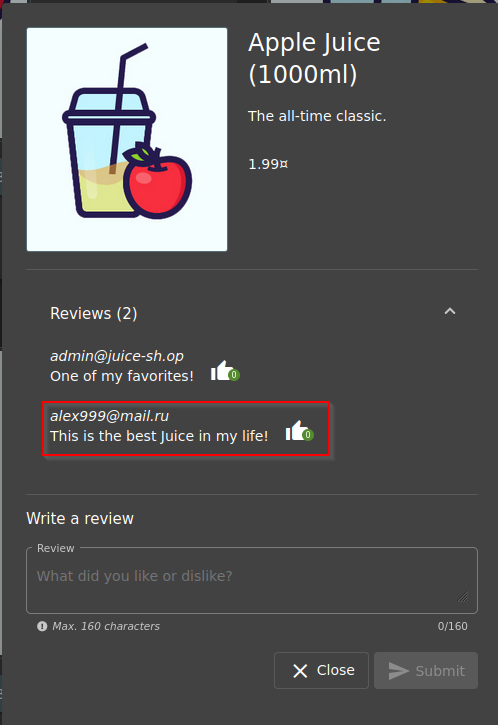 Apple Juice
(1000ml)
The all-time classic.
1.99¤
Reviews (2)
admin@juice-sh.op
One of my favorites!
0
alex999@mail.ru
This is the best Juice in my life!
0
Write a review
Review
What did you like or dislike?
Max. 160 characters
0/160
Close
Submit